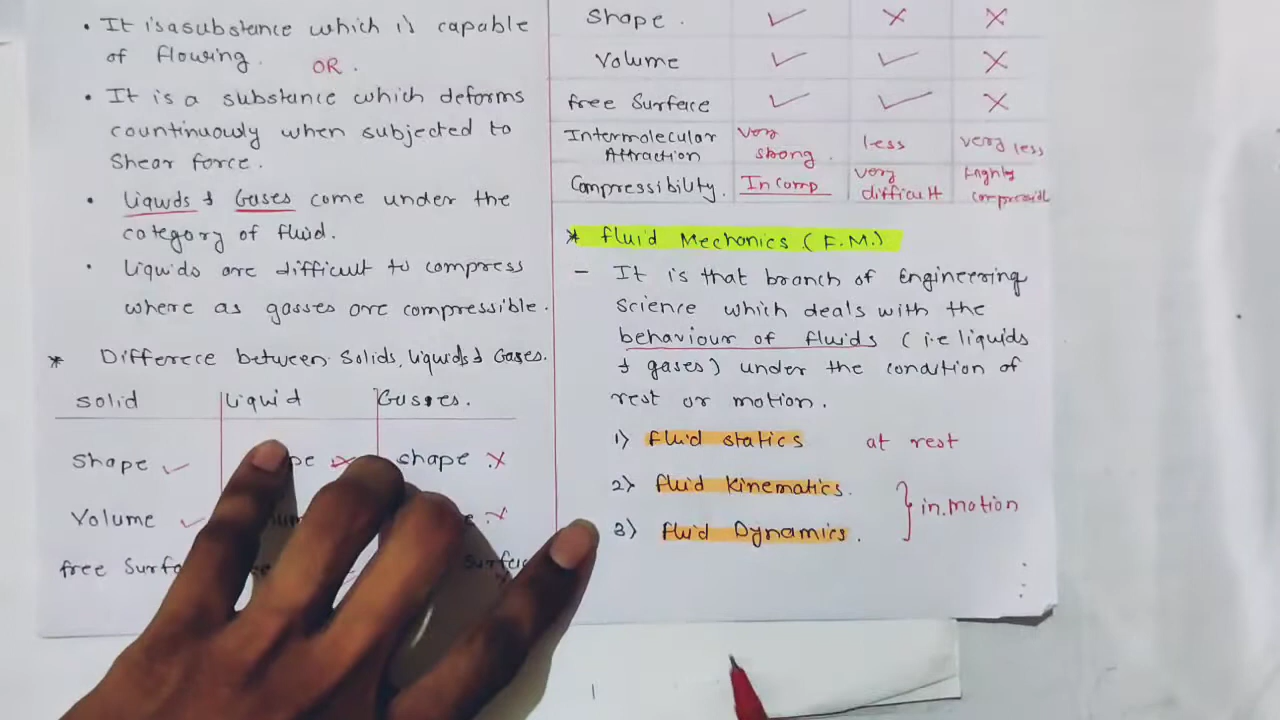 • It is a substance which is capable
of flowing. OR.
• It is a substance which deforms
countinuously when subjected to
Shear force.
• Liquids & Gases come under the
category of fluid.
• Liquids are difficult to compress
where as gasses are compressible.
* Differece between Solids, liquids & Gases.
Solid Liquid Gasses.
Shape ✓ ✗ shape ✗
Volume ✓ ✗
free
Shape. ✓ ✗ ✗
Volume ✓ ✓ ✗
free Surface ✓ ✓ ✗
Intermolecular Attraction Very strong. less very less
Compressibility. Incomp very difficult Highly compressible
* fluid Mechanics (F.M.)
- It is that branch of Engineering
science which deals with the
behaviour of fluids (i.e liquids
& gases) under the condition of
rest or motion.
1) fluid statics at rest
2) fluid kinematics.
3) fluid Dynamics. } in.motion